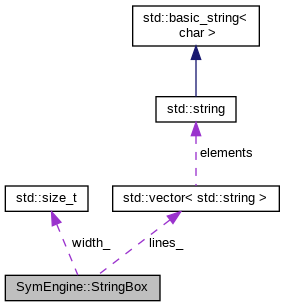 std::basic_string<
char >
std::string
elements
std::size_t
std::vector< std::string >
width_
lines_
SymEngine::StringBox